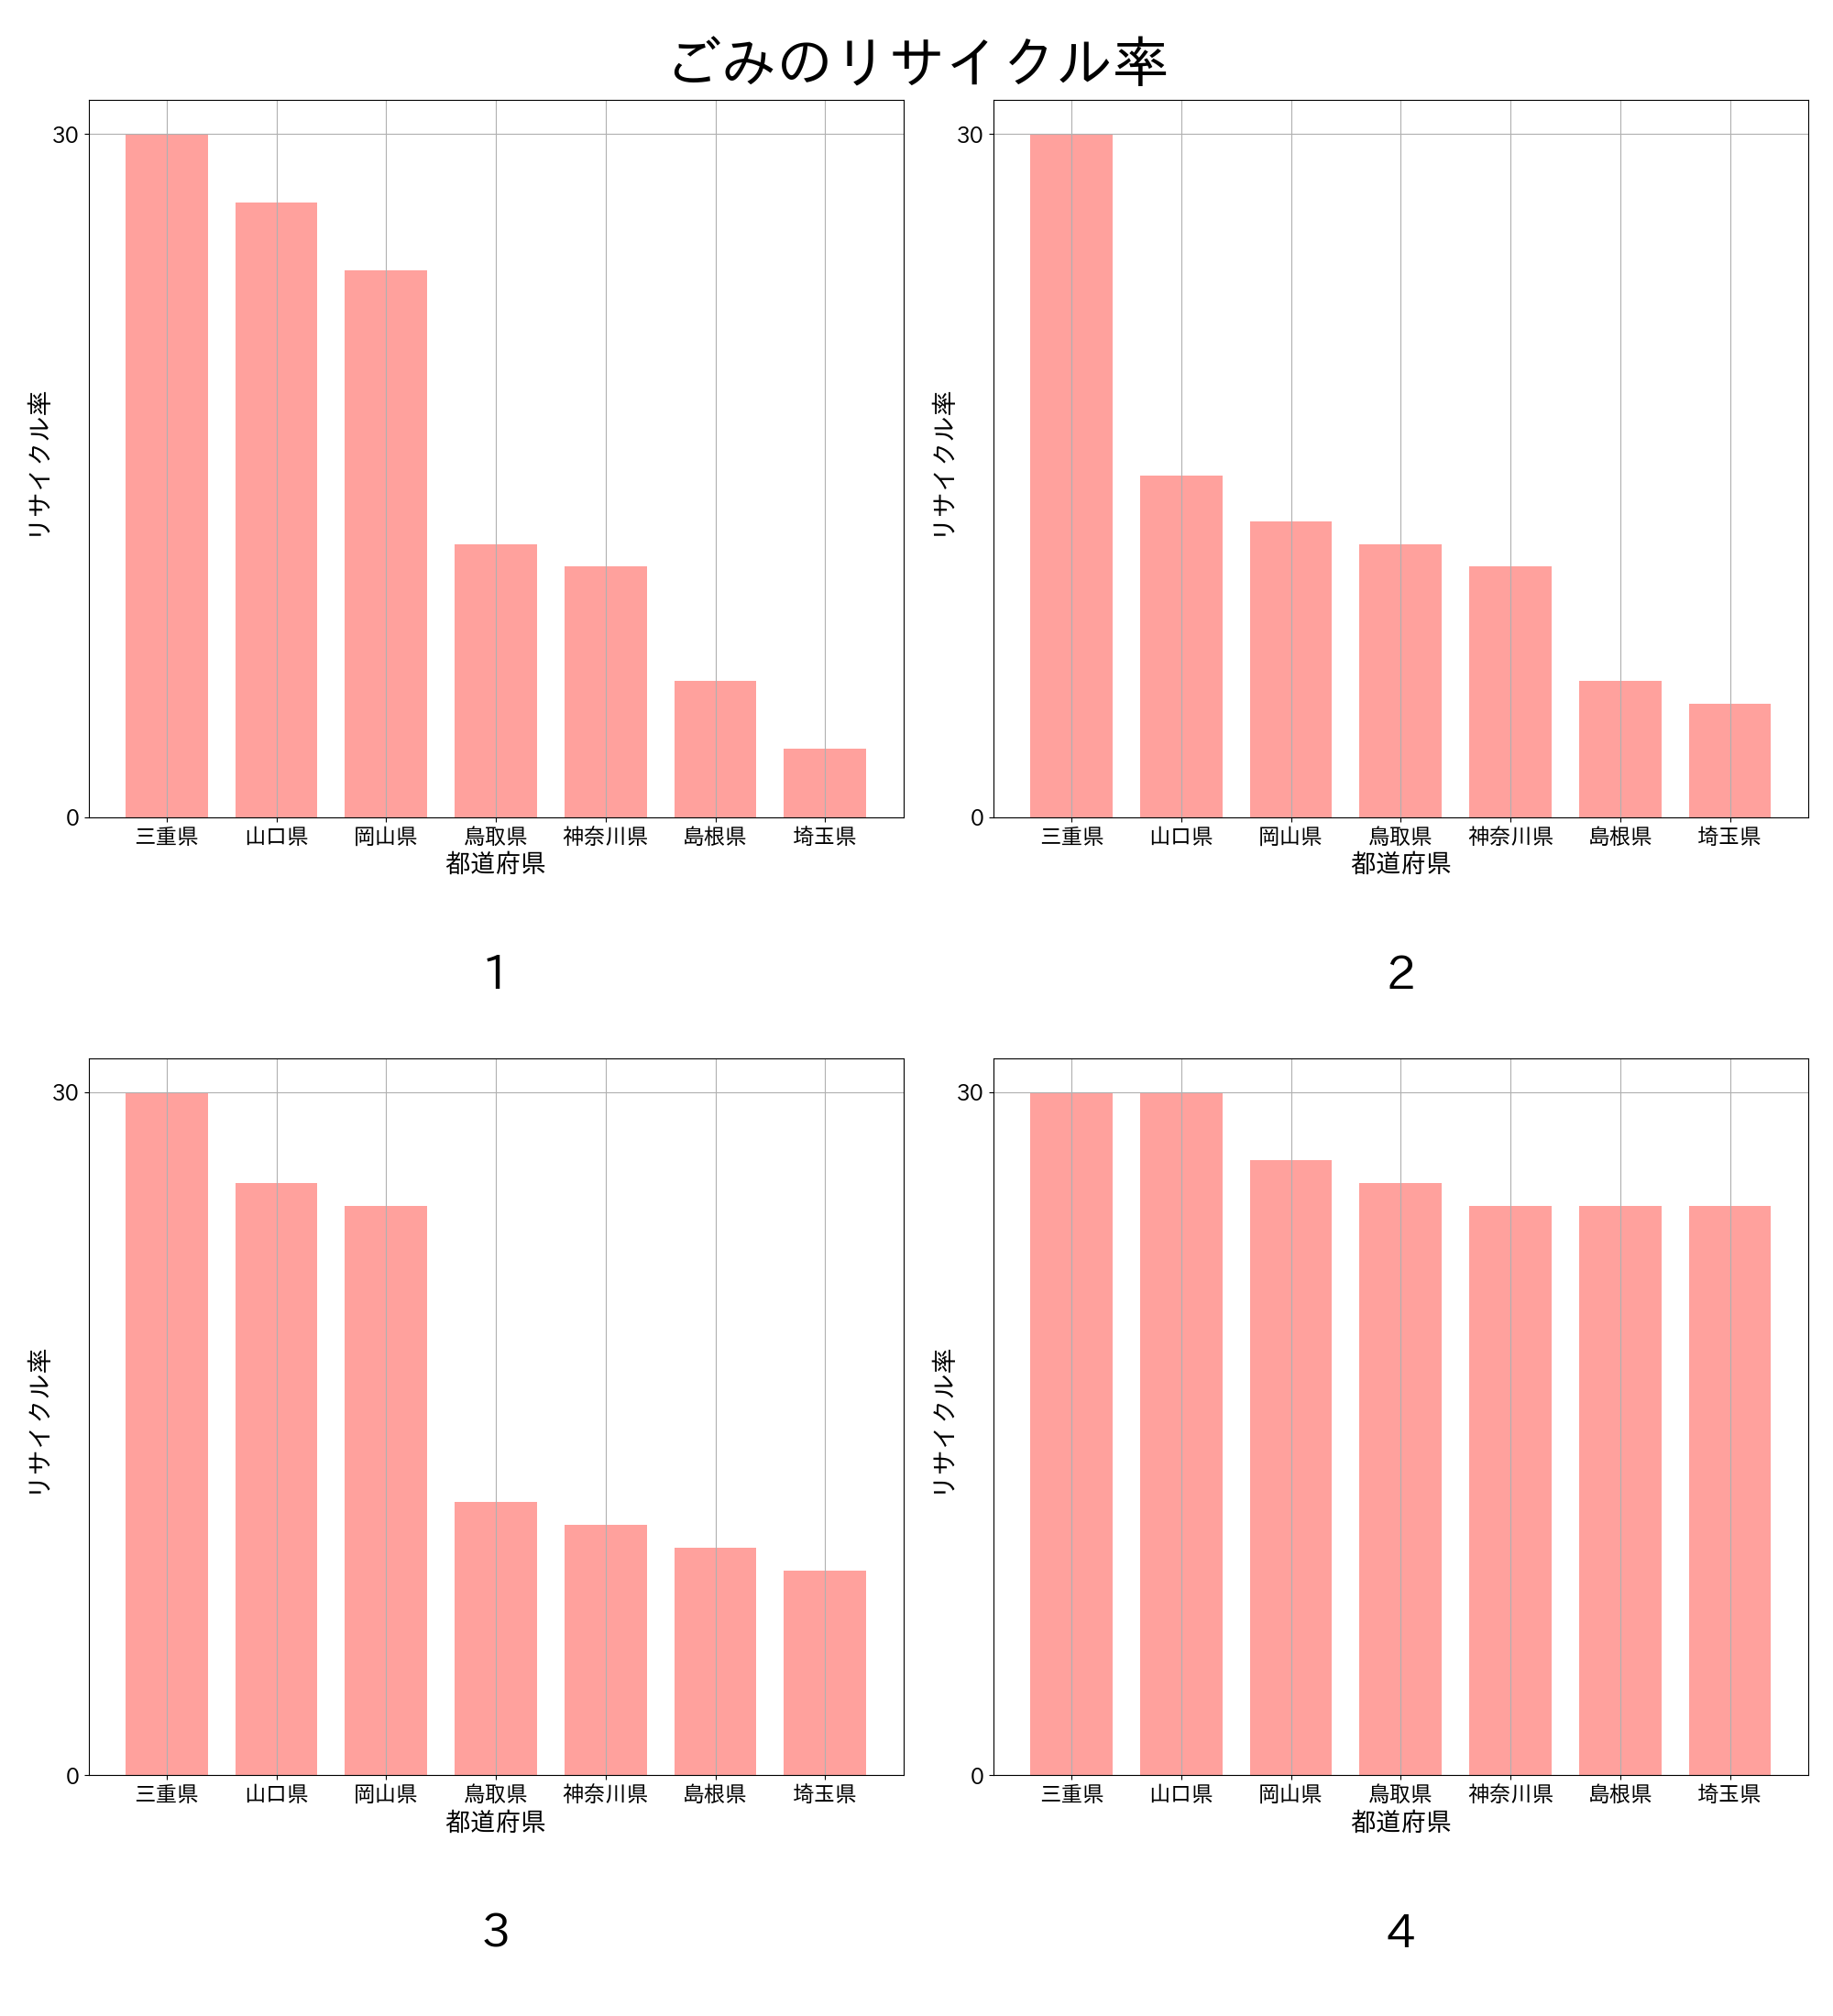 ごみのリサイクル率
30
0
リサイクル率
三重県 山口県 岡山県 鳥取県 神奈川県 島根県 埼玉県
都道府県
1
30
0
リサイクル率
三重県 山口県 岡山県 鳥取県 神奈川県 島根県 埼玉県
都道府県
2
30
0
リサイクル率
三重県 山口県 岡山県 鳥取県 神奈川県 島根県 埼玉県
都道府県
3
30
0
リサイクル率
三重県 山口県 岡山県 鳥取県 神奈川県 島根県 埼玉県
都道府県
4